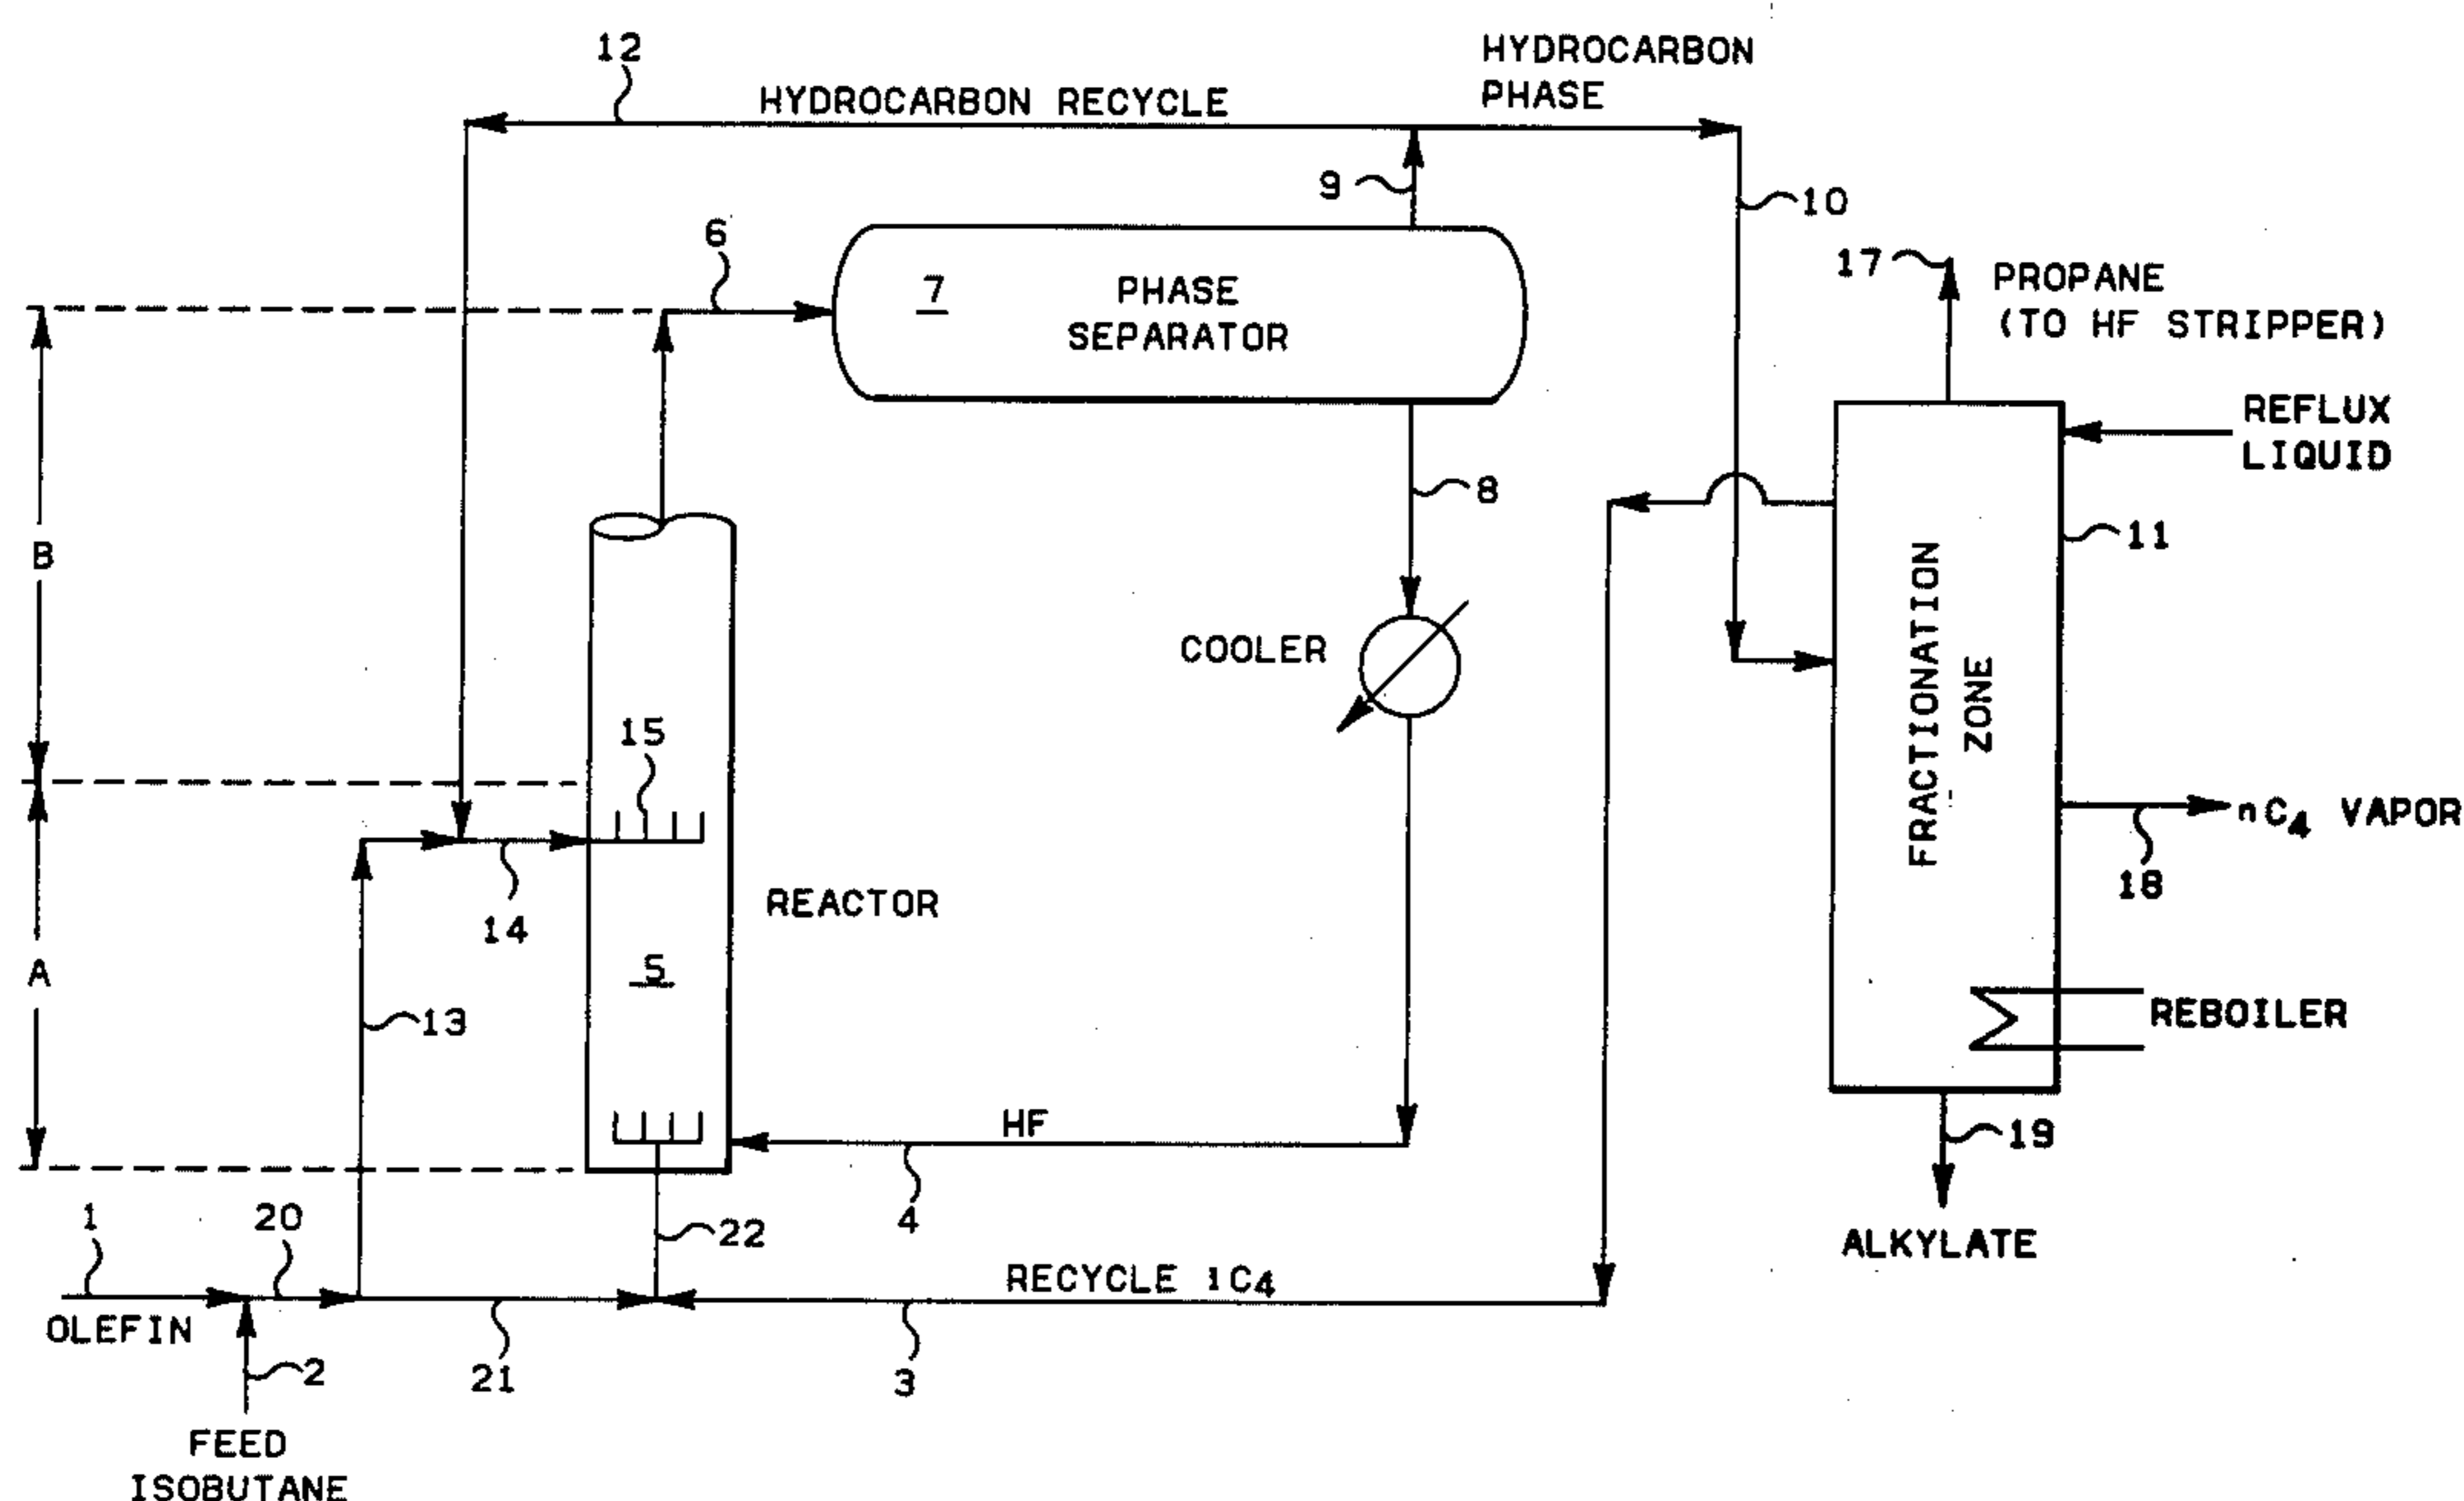 12
HYDROCARBON RECYCLE
HYDROCARBON
PHASE
9
10
6
7
PHASE
SEPARATOR
17
PROPANE
(TO HF STRIPPER)
REFLUX
LIQUID
8
11
B
COOLER
FRACTIONATION
ZONE
15
nC4 VAPOR
18
14
REACTOR
A
5
13
REBOILER
HF
4
19
ALKYLATE
1
20
22
RECYCLE iC4
OLEFIN
2
21
3
FEED
ISOBUTANE